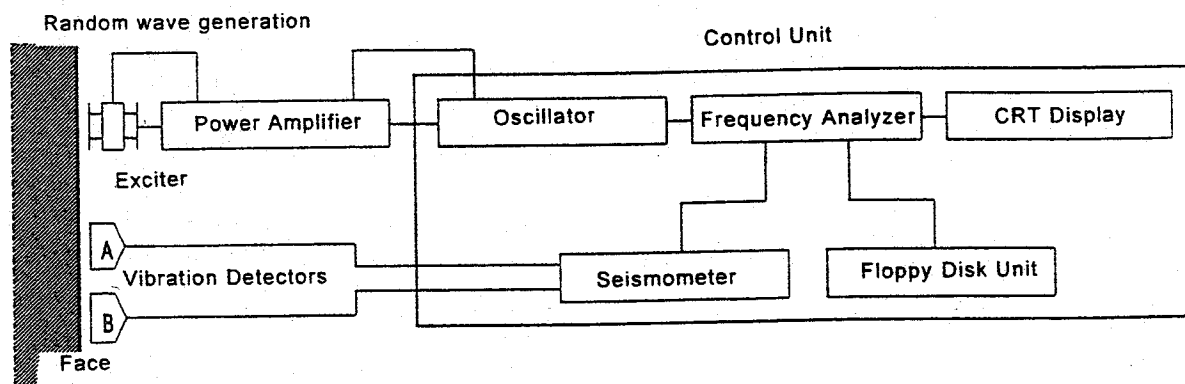 Random wave generation
Control Unit
Power Amplifier
Oscillator
Frequency Analyzer
CRT Display
Exciter
A
Vibration Detectors
Seismometer
Floppy Disk Unit
B
Face